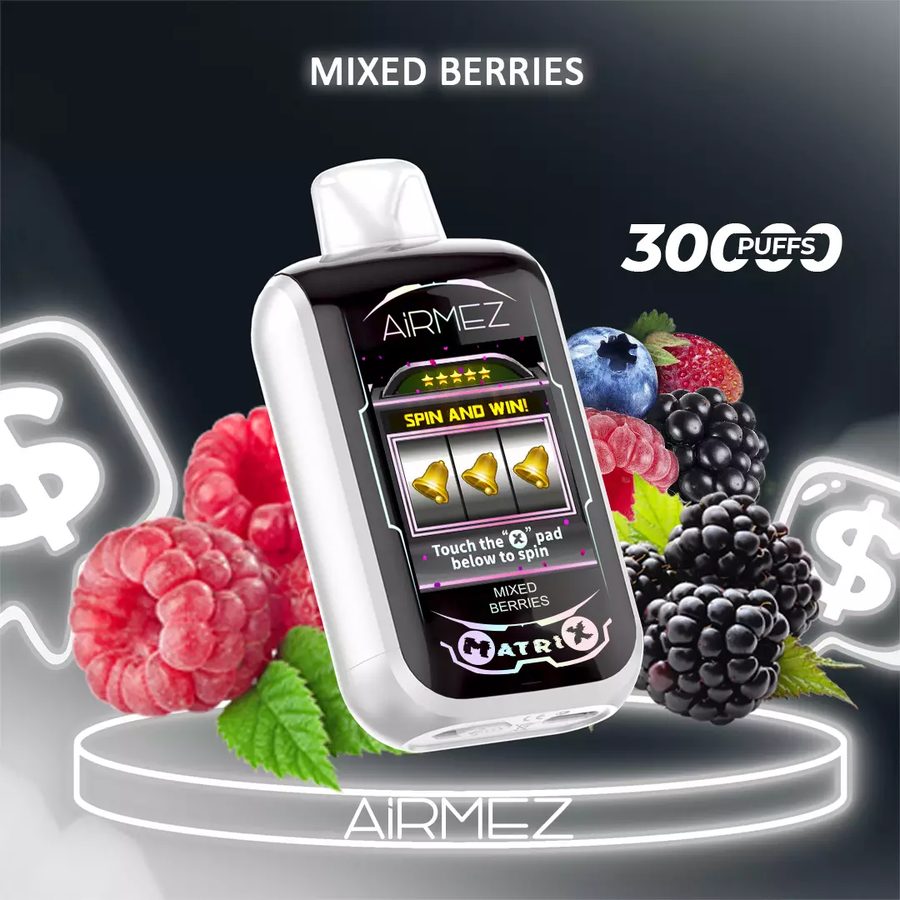 MIXED BERRIES
30000
PUFFS
AiRMEZ
SPIN AND WIN!
Touch the "X" pad
below to spin
MIXED
BERRIES
MATRiX
AiRMEZ
$
$